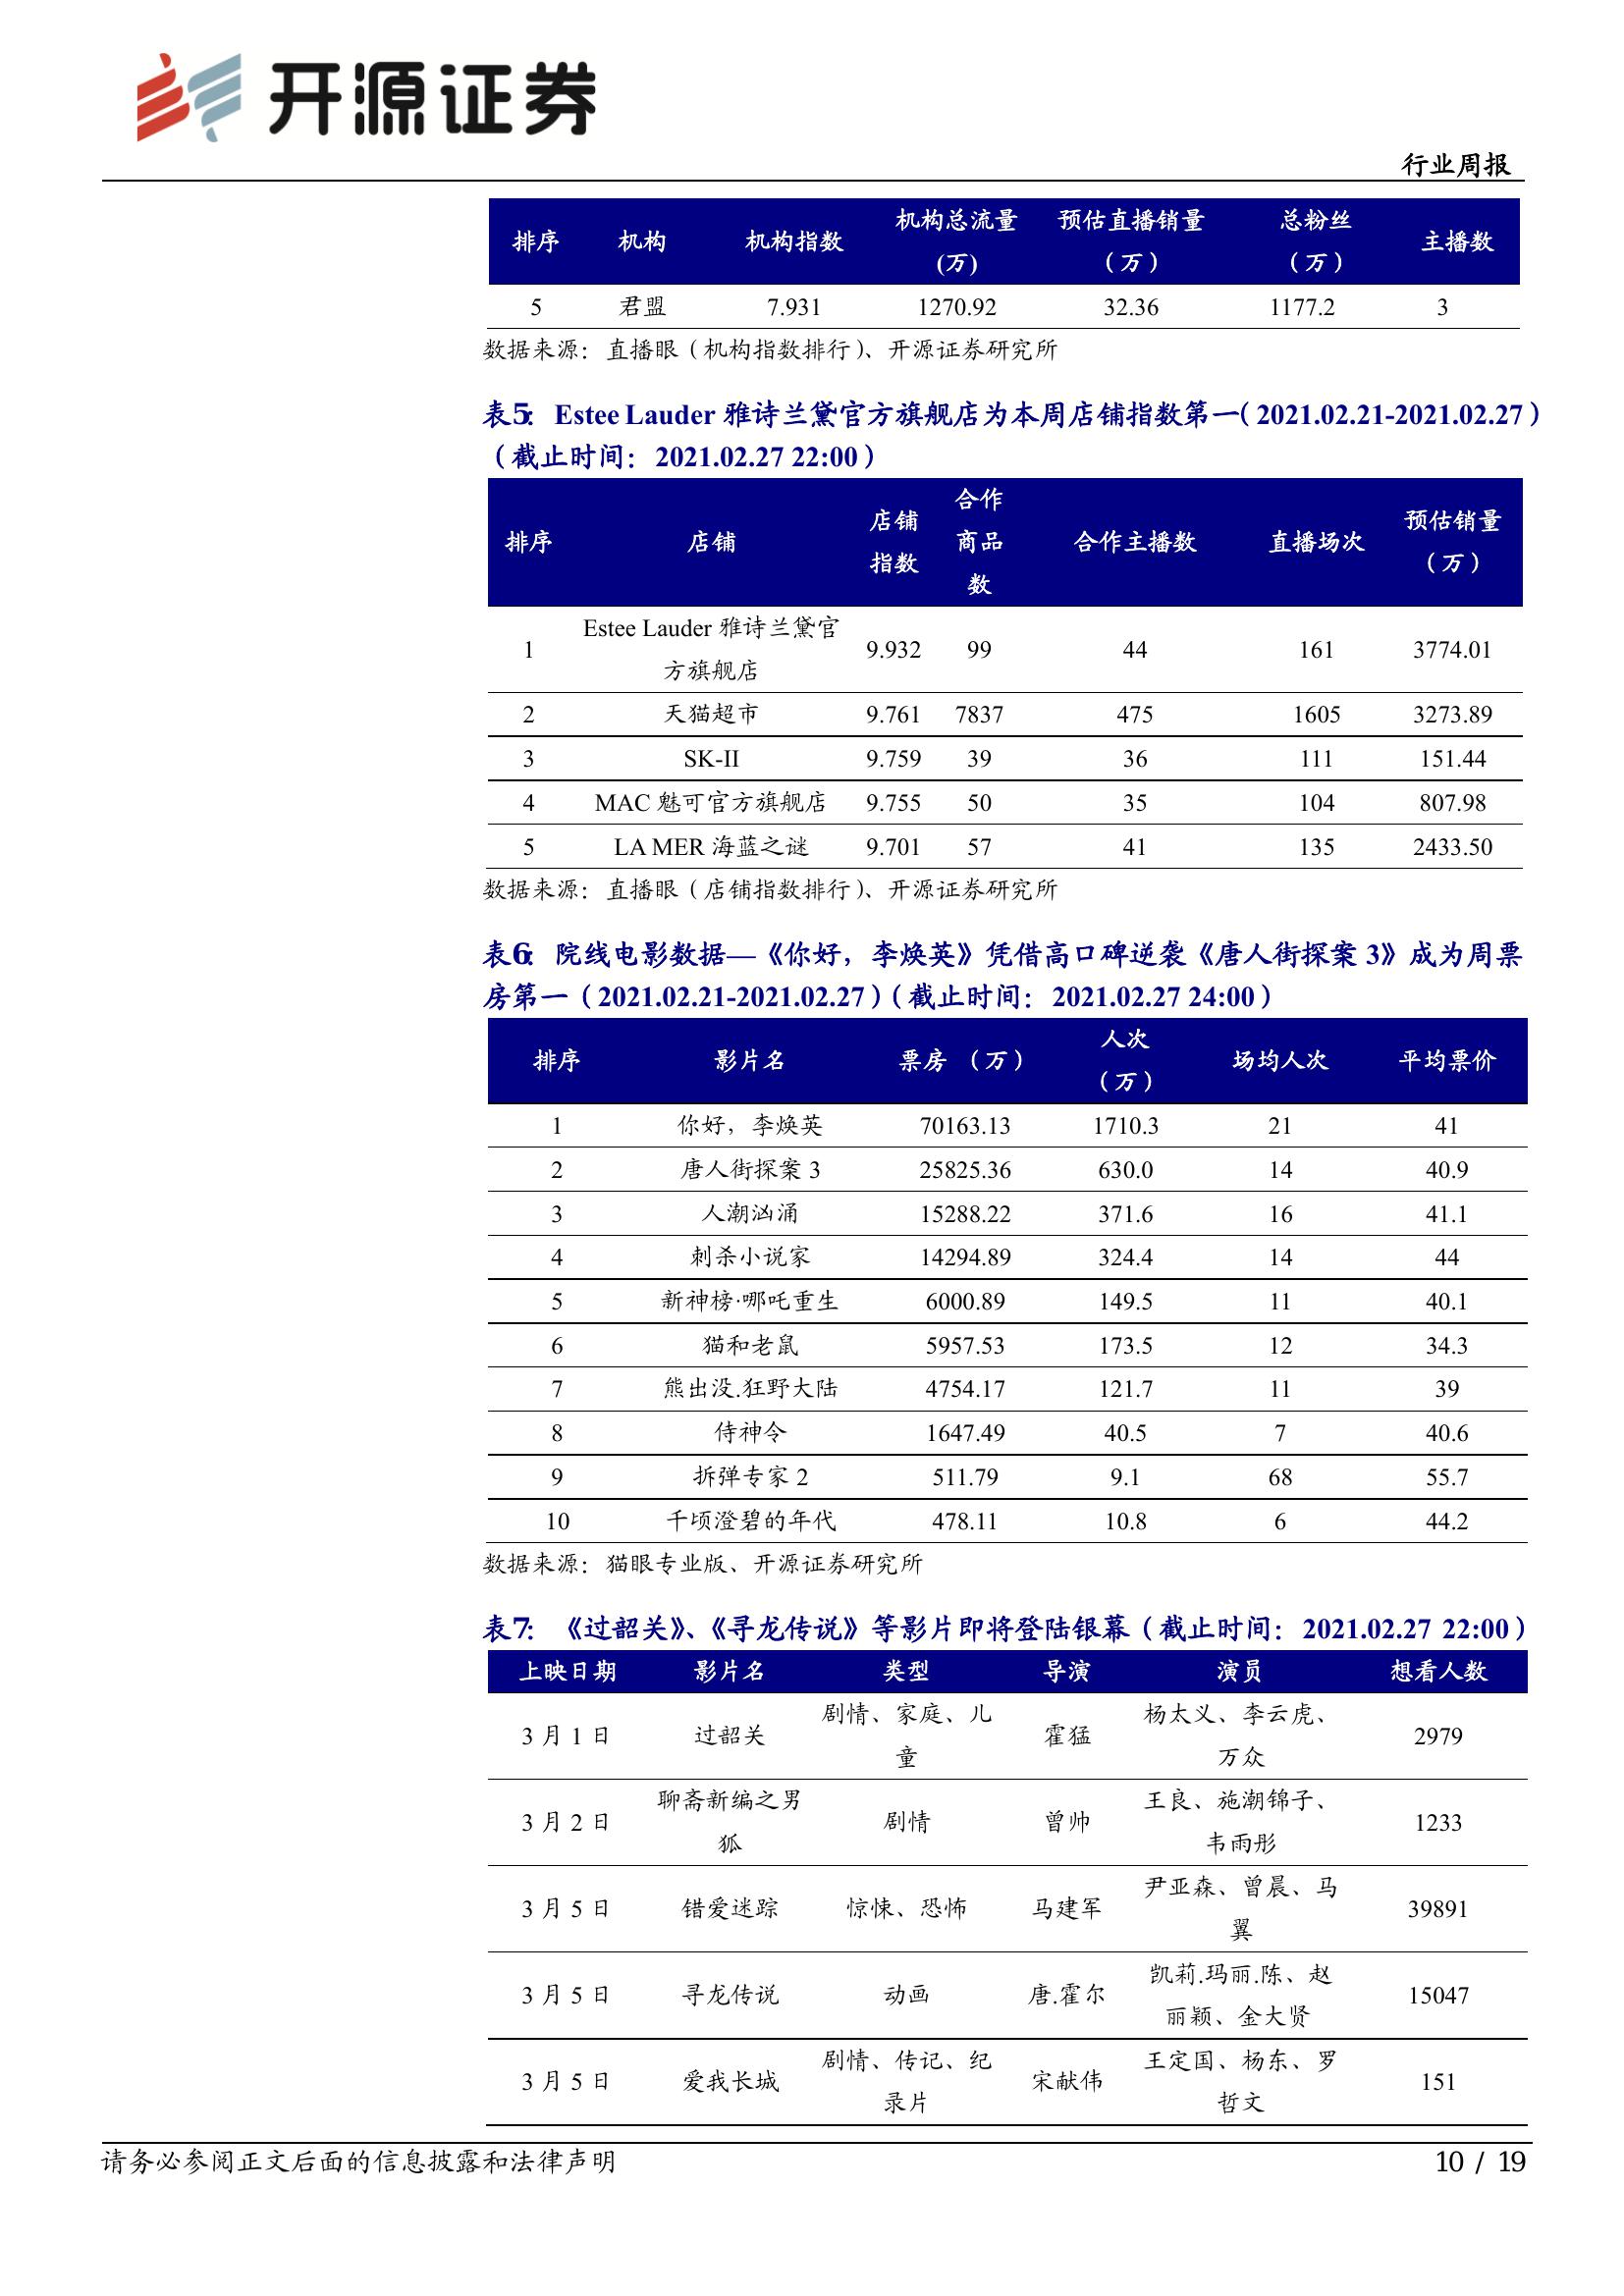 开源证券
行业周报
排序 机构 机构指数 机构总流量(万) 预估直播销量（万） 总粉丝（万） 主播数
5 君盟 7.931 1270.92 32.36 1177.2 3
数据来源：直播眼（机构指数排行）、开源证券研究所
表5：Estee Lauder 雅诗兰黛官方旗舰店为本周店铺指数第一（2021.02.21-2021.02.27）
（截止时间：2021.02.27 22:00）
排序 店铺 店铺指数 合作商品数 合作主播数 直播场次 预估销量（万）
1 Estee Lauder 雅诗兰黛官方旗舰店 9.932 99 44 161 3774.01
2 天猫超市 9.761 7837 475 1605 3273.89
3 SK-II 9.759 39 36 111 151.44
4 MAC 魅可官方旗舰店 9.755 50 35 104 807.98
5 LA MER 海蓝之谜 9.701 57 41 135 2433.50
数据来源：直播眼（店铺指数排行）、开源证券研究所
表6：院线电影数据—《你好，李焕英》凭借高口碑逆袭《唐人街探案 3》成为周票
房第一（2021.02.21-2021.02.27）（截止时间：2021.02.27 24:00）
排序 影片名 票房 （万） 人次（万） 场均人次 平均票价
1 你好，李焕英 70163.13 1710.3 21 41
2 唐人街探案 3 25825.36 630.0 14 40.9
3 人潮汹涌 15288.22 371.6 16 41.1
4 刺杀小说家 14294.89 324.4 14 44
5 新神榜·哪吒重生 6000.89 149.5 11 40.1
6 猫和老鼠 5957.53 173.5 12 34.3
7 熊出没.狂野大陆 4754.17 121.7 11 39
8 侍神令 1647.49 40.5 7 40.6
9 拆弹专家 2 511.79 9.1 68 55.7
10 千顷澄碧的年代 478.11 10.8 6 44.2
数据来源：猫眼专业版、开源证券研究所
表7：《过韶关》、《寻龙传说》等影片即将登陆银幕（截止时间：2021.02.27 22:00）
上映日期 影片名 类型 导演 演员 想看人数
3 月 1 日 过韶关 剧情、家庭、儿童 霍猛 杨太义、李云虎、万众 2979
3 月 2 日 聊斋新编之男狐 剧情 曾帅 王良、施潮锦子、韦雨彤 1233
3 月 5 日 错爱迷踪 惊悚、恐怖 马建军 尹亚森、曾晨、马翼 39891
3 月 5 日 寻龙传说 动画 唐.霍尔 凯莉.玛丽.陈、赵丽颖、金大贤 15047
3 月 5 日 爱我长城 剧情、传记、纪录片 宋献伟 王定国、杨东、罗哲文 151
请务必参阅正文后面的信息披露和法律声明
10 / 19